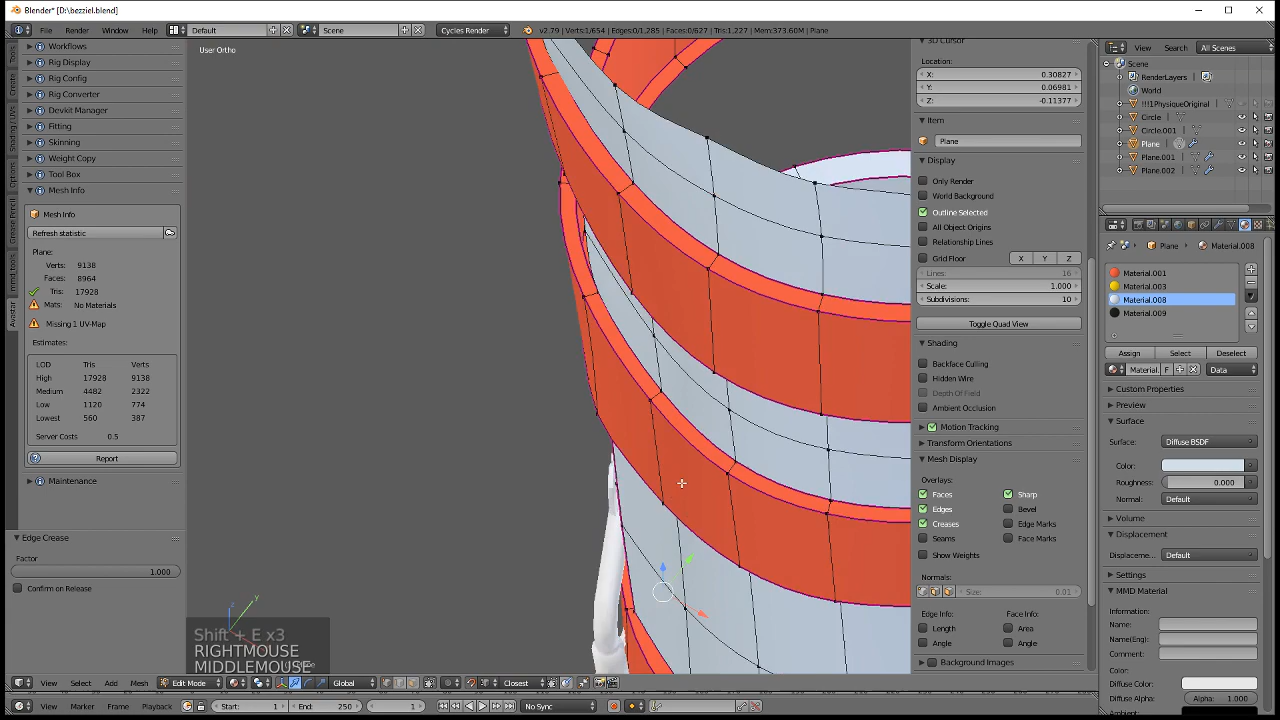 Blender* [D:\bezziel.blend]
File Render Window Help Default Scene Cycles Render v2.79 | Verts:1/654 | Edges:0/1,285 | Faces:0/627 | Tris:1,227 | Mem:373.60M | Plane
Workflows
Rig Display
Rig Config
Rig Converter
Devkit Manager
Fitting
Skinning
Weight Copy
Tool Box
Mesh Info
Mesh Info
Refresh statistic
Plane:
Verts: 9138
Faces: 8964
Tris: 17928
Mats: No Materials
Missing 1 UV-Map
Estimates:
LOD Tris Verts
High 17928 9138
Medium 4482 2322
Low 1120 774
Lowest 560 387
Server Costs 0.5
Report
Maintenance
Tools
Create
Shading / UVs
Options
Grease Pencil
mmd_tools
Avastar
Edge Crease
Factor
1.000
Confirm on Release
User Ortho
Shift + E x3
RIGHTMOUSE
MIDDLEMOUSE
3D Cursor
Location:
X: 0.30827
Y: 0.06981
Z: -0.11377
Item
Plane
Display
Only Render
World Background
Outline Selected
All Object Origins
Relationship Lines
Grid Floor X Y Z
Lines: 16
Scale: 1.000
Subdivisions: 10
Toggle Quad View
Shading
Backface Culling
Hidden Wire
Depth Of Field
Ambient Occlusion
Motion Tracking
Transform Orientations
Mesh Display
Overlays:
Faces Sharp
Edges Bevel
Creases Edge Marks
Seams Face Marks
Show Weights
Normals:
Size: 0.01
Edge Info: Face Info:
Length Area
Angle Angle
Background Images
View Search All Scenes
Scene
RenderLayers
World
!!!1PhysiqueOriginal
Circle
Circle.001
Plane
Plane.001
Plane.002
Plane Material.008
Material.001
Material.003
Material.008
Material.009
Assign Select Deselect
Material. F Data
Custom Properties
Preview
Surface
Surface: Diffuse BSDF
Color:
Roughness: 0.000
Normal: Default
Volume
Displacement
Displaceme... Default
Settings
MMD Material
Information:
Name:
Name(Eng):
Comment:
Color:
Diffuse Color:
Diffuse Alpha: Alpha: 1.000
View Select Add Mesh Edit Mode Global Closest
View Marker Frame Playback Start: 1 End: 250 1 No Sync